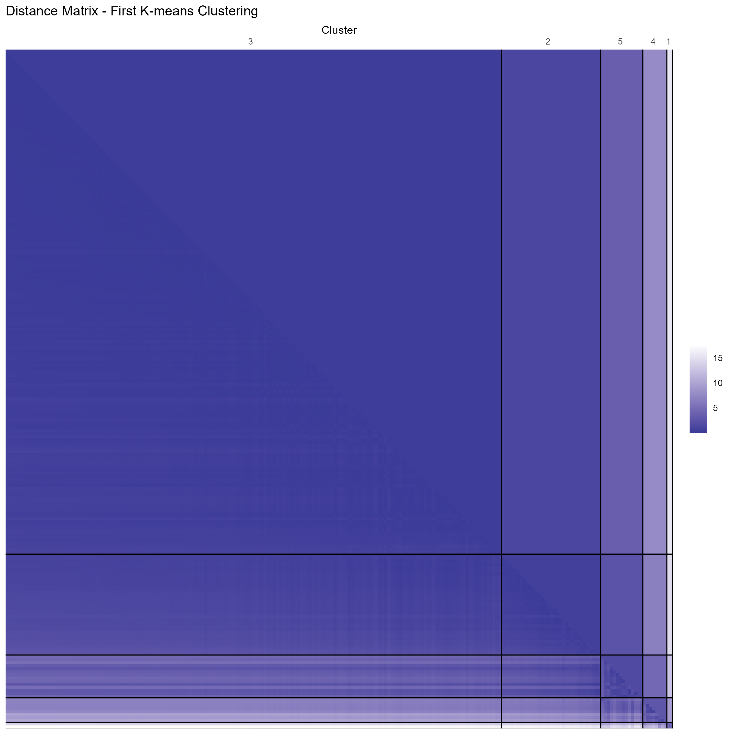 Distance Matrix - First K-means Clustering
Cluster
3 2 5 4 1
15
10
5